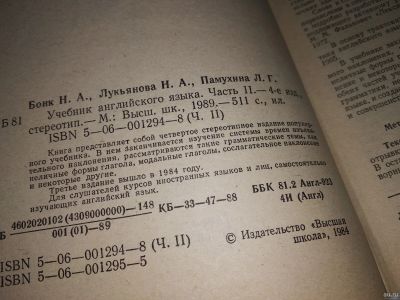 Бонк Н. А., Лукьянова Н. А., Памухина Л. Г.
Б 81
Учебник английского языка. Часть II.— 4-е изд.,
стереотип.— М.: Высш. шк., 1989.— 511 с., ил.
ISBN 5—06—001294—8 (Ч. II)
Книга представляет собой четвертое стереотипное издание популяр-
ного учебника. В нем заканчивается изучение системы времен изъяви-
тельного наклонения, рассматриваются такие грамматические темы, как
неличные формы глагола, модальные глаголы, сослагательное наклонение
и некоторые другие.
Третье издание вышло в 1984 году.
Для слушателей курсов иностранных языков и лиц, самостоятельно
изучающих английский язык.
Б 4602020102 (4309000000)—148
001 (01)—89
КБ—33—47—88
ББК 81.2 Англ-923
4И (Англ)
ISBN 5—06—001294—8 (Ч. II)
ISBN 5—06—001295—5
© Издательство «Высшая
школа», 1984